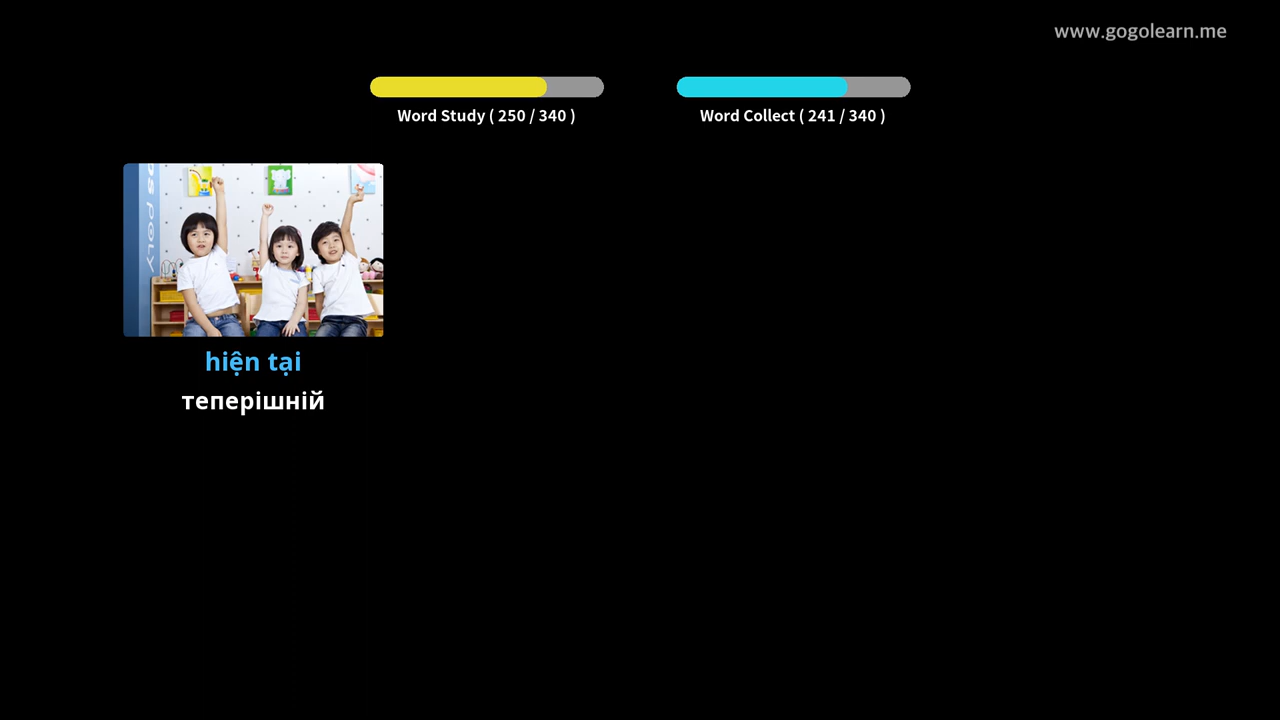 www.gogolearn.me
Word Study ( 250 / 340 )
Word Collect ( 241 / 340 )
hiện tại
теперішній